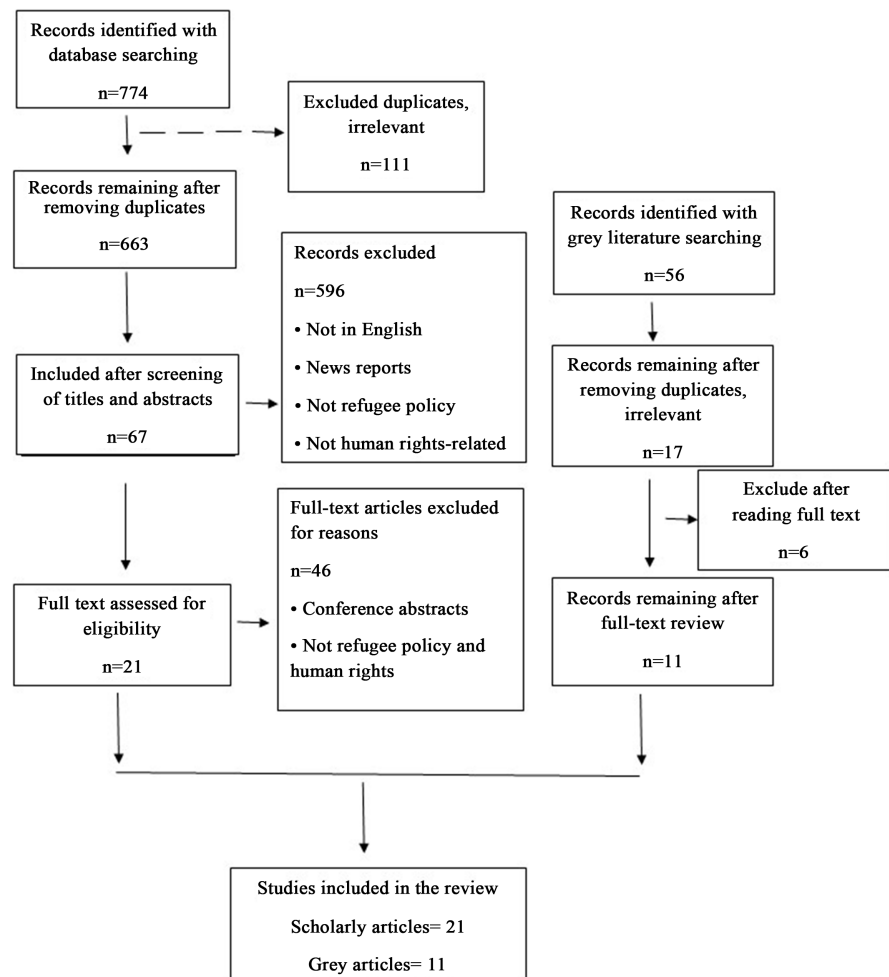 Records identified with
database searching
n=774
Excluded duplicates,
irrelevant
n=111
Records remaining after
removing duplicates
n=663
Records identified with
grey literature searching
n=56
Records excluded
n=596
• Not in English
• News reports
• Not refugee policy
• Not human rights-related
Included after screening
of titles and abstracts
n=67
Records remaining after
removing duplicates,
irrelevant
n=17
Exclude after
reading full text
n=6
Full-text articles excluded
for reasons
n=46
• Conference abstracts
• Not refugee policy and
human rights
Full text assessed for
eligibility
n=21
Records remaining after
full-text review
n=11
Studies included in the review
Scholarly articles= 21
Grey articles= 11